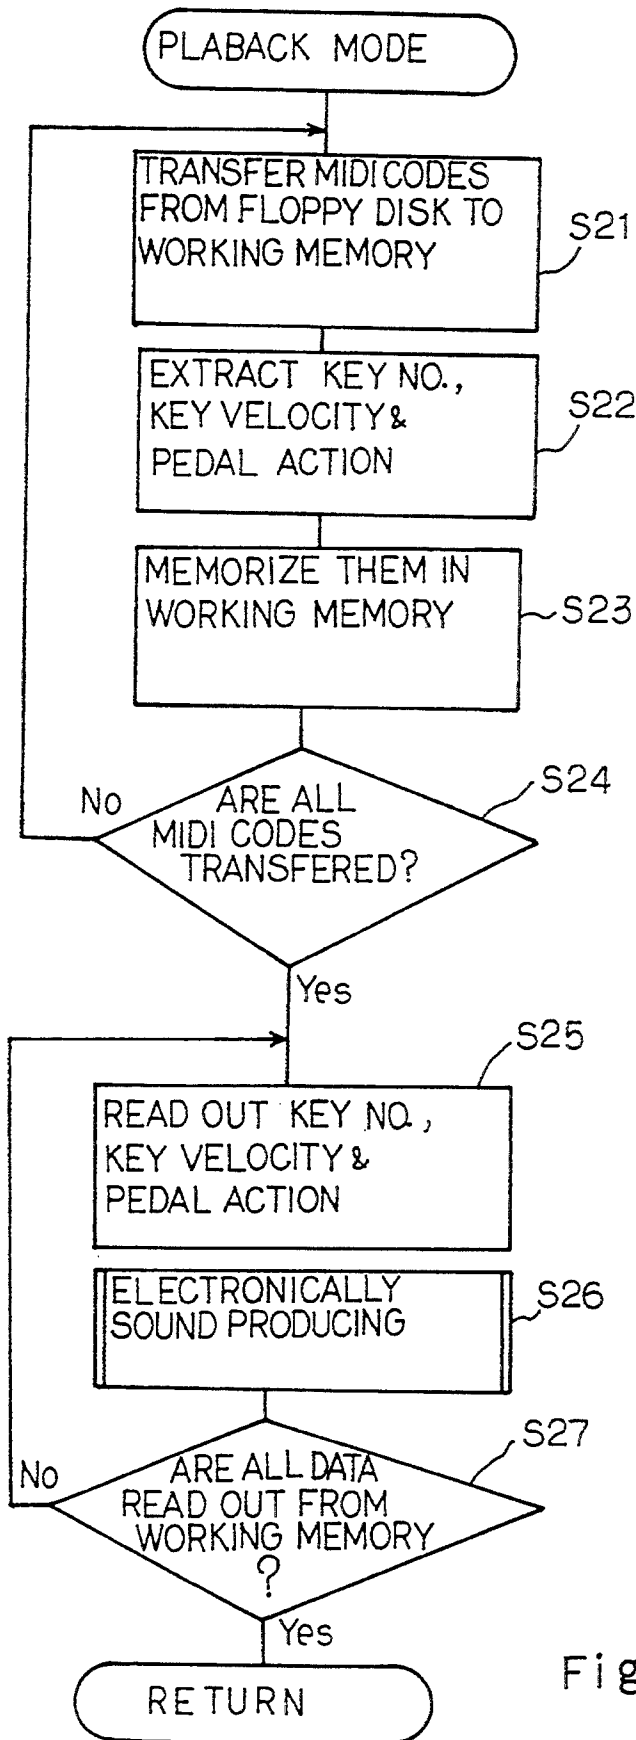 PLABACK MODE
TRANSFER MIDI CODES
FROM FLOPPY DISK TO
WORKING MEMORY
S21
EXTRACT KEY NO.,
KEY VELOCITY &
PEDAL ACTION
S22
MEMORIZE THEM IN
WORKING MEMORY
S23
S24
No
ARE ALL
MIDI CODES
TRANSFERED?
Yes
S25
READ OUT KEY NO.,
KEY VELOCITY &
PEDAL ACTION
ELECTRONICALLY
SOUND PRODUCING
S26
S27
No
ARE ALL DATA
READ OUT FROM
WORKING MEMORY
?
Yes
RETURN
Fig